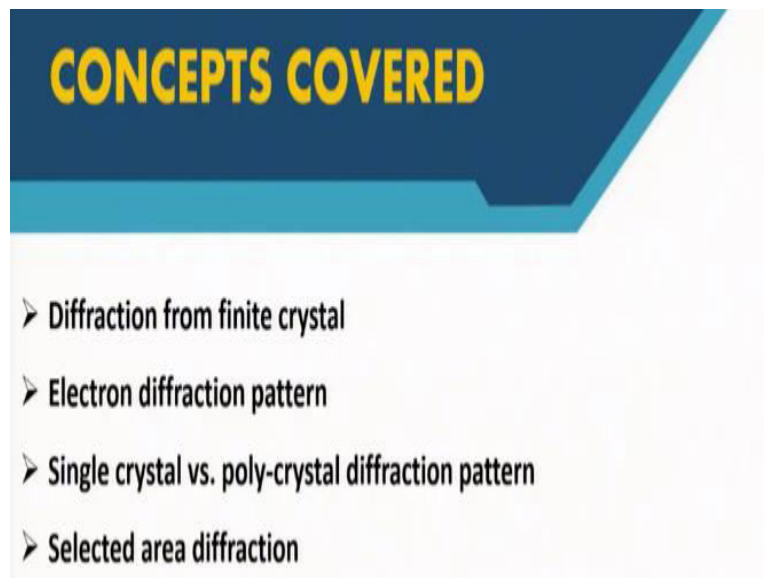 CONCEPTS COVERED
➢ Diffraction from finite crystal
➢ Electron diffraction pattern
➢ Single crystal vs. poly-crystal diffraction pattern
➢ Selected area diffraction